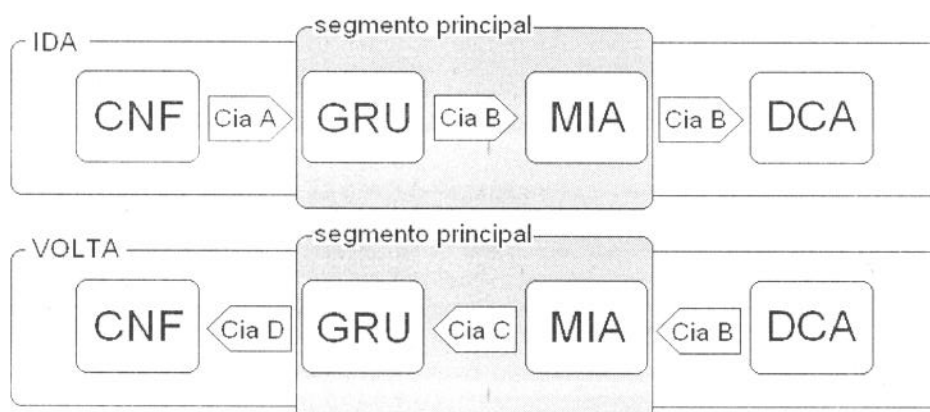 segmento principal
IDA
CNF Cia A GRU Cia B MIA Cia B DCA
segmento principal
VOLTA
CNF Cia D GRU Cia C MIA Cia B DCA